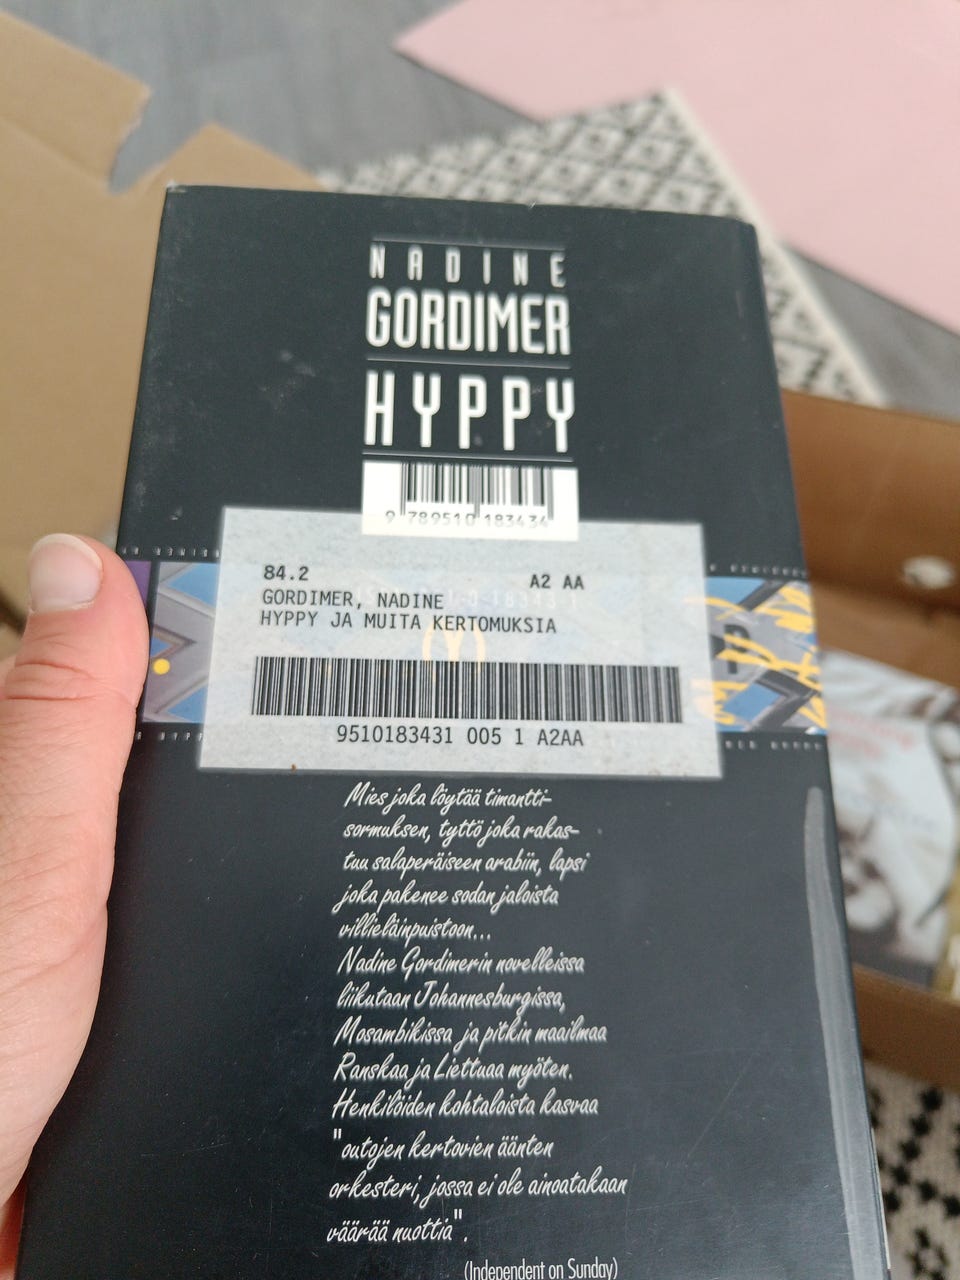 NADINE
GORDIMER
HYPPY
9 789510 183434
84.2 A2 AA
GORDIMER, NADINE
HYPPY JA MUITA KERTOMUKSIA
9510183431 005 1 A2AA
Mies joka löytää timantti-
sormuksen, tyttö joka rakas-
tuu salaperäiseen arabiin, lapsi
joka pakenee sodan jaloista
villieläinpuistoon...
Nadine Gordimerin novelleissa
liikutaan Johannesburgissa,
Mosambikissa ja pitkin maailmaa
Ranskaa ja Liettuaa myöten.
Henkilöiden kohtaloista kasvaa
"outojen kertovien äänten
orkesteri, jossa ei ole ainoatakaan
väärää nuottia".
(Independent on Sunday)